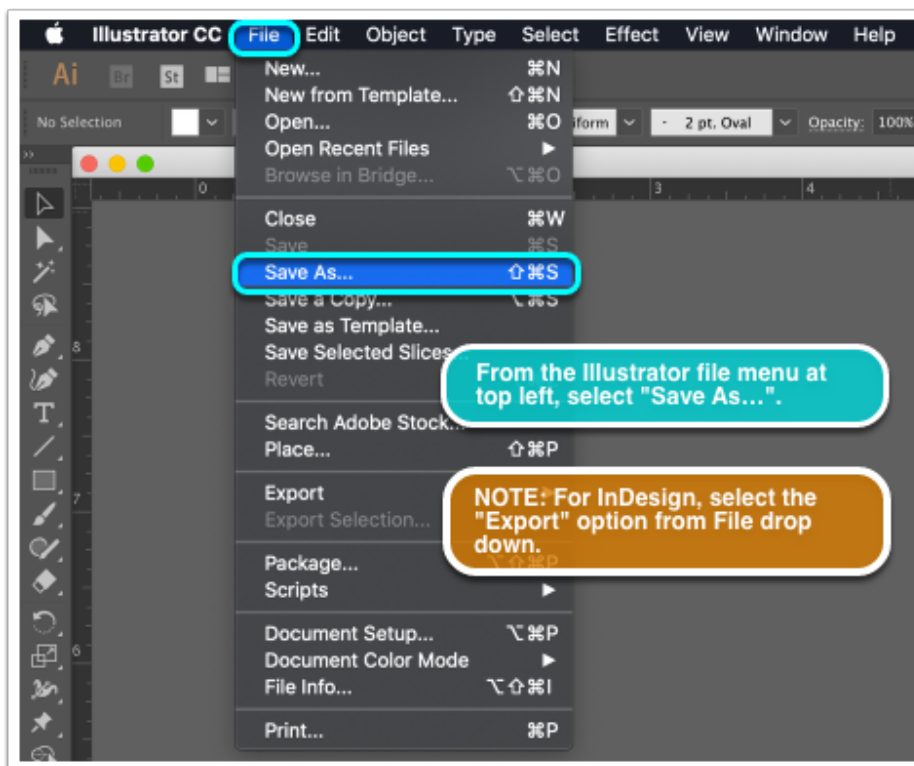 Illustrator CC File Edit Object Type Select Effect View Window Help
Ai Br St
No Selection
iform
- 2 pt. Oval
Opacity: 100%
0 3 4
New... ⌘N
New from Template... ⇧⌘N
Open... ⌘O
Open Recent Files ▶
Browse in Bridge... ⌥⌘O
Close ⌘W
Save ⌘S
Save As... ⇧⌘S
Save a Copy... ⌥⌘S
Save as Template...
Save Selected Slices...
Revert
Search Adobe Stock...
Place... ⇧⌘P
Export
Export Selection...
Package... ⌥⇧⌘P
Scripts ▶
Document Setup... ⌥⌘P
Document Color Mode ▶
File Info... ⌥⇧⌘I
Print... ⌘P
From the Illustrator file menu at
top left, select "Save As...".
NOTE: For InDesign, select the
"Export" option from File drop
down.
8
7
6